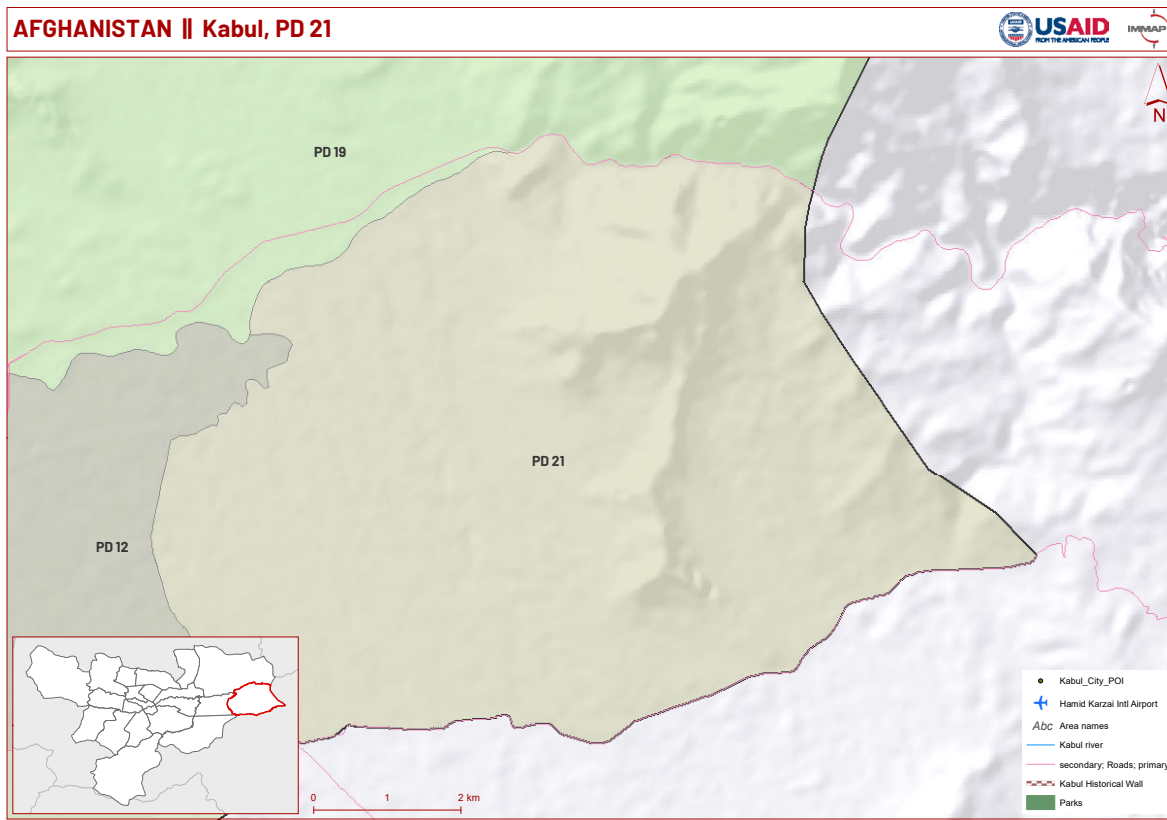 AFGHANISTAN || Kabul, PD 21
USAID
FROM THE AMERICAN PEOPLE
IMMAP
N
PD 19
PD 21
PD 12
0 1 2 km
Kabul_City_POI
Hamid Karzai Intl Airport
Abc Area names
Kabul river
secondary; Roads; primary
Kabul Historical Wall
Parks